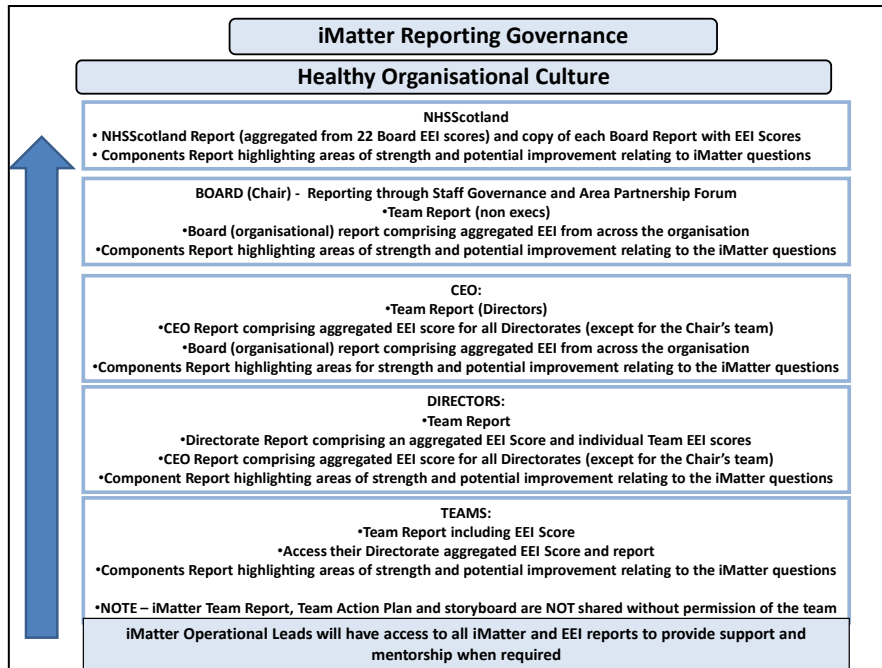 iMatter Reporting Governance
Healthy Organisational Culture
NHSScotland
• NHSScotland Report (aggregated from 22 Board EEI scores) and copy of each Board Report with EEI Scores
• Components Report highlighting areas of strength and potential improvement relating to iMatter questions
BOARD (Chair) - Reporting through Staff Governance and Area Partnership Forum
•Team Report (non execs)
•Board (organisational) report comprising aggregated EEI from across the organisation
•Components Report highlighting areas of strength and potential improvement relating to the iMatter questions
CEO:
•Team Report (Directors)
•CEO Report comprising aggregated EEI score for all Directorates (except for the Chair's team)
•Board (organisational) report comprising aggregated EEI from across the organisation
•Components Report highlighting areas for strength and potential improvement relating to the iMatter questions
DIRECTORS:
•Team Report
•Directorate Report comprising an aggregated EEI Score and individual Team EEI scores
•CEO Report comprising aggregated EEI score for all Directorates (except for the Chair's team)
•Component Report highlighting areas of strength and potential improvement relating to the iMatter questions
TEAMS:
•Team Report including EEI Score
•Access their Directorate aggregated EEI Score and report
•Components Report highlighting areas of strength and potential improvement relating to the iMatter questions
•NOTE – iMatter Team Report, Team Action Plan and storyboard are NOT shared without permission of the team
iMatter Operational Leads will have access to all iMatter and EEI reports to provide support and
mentorship when required